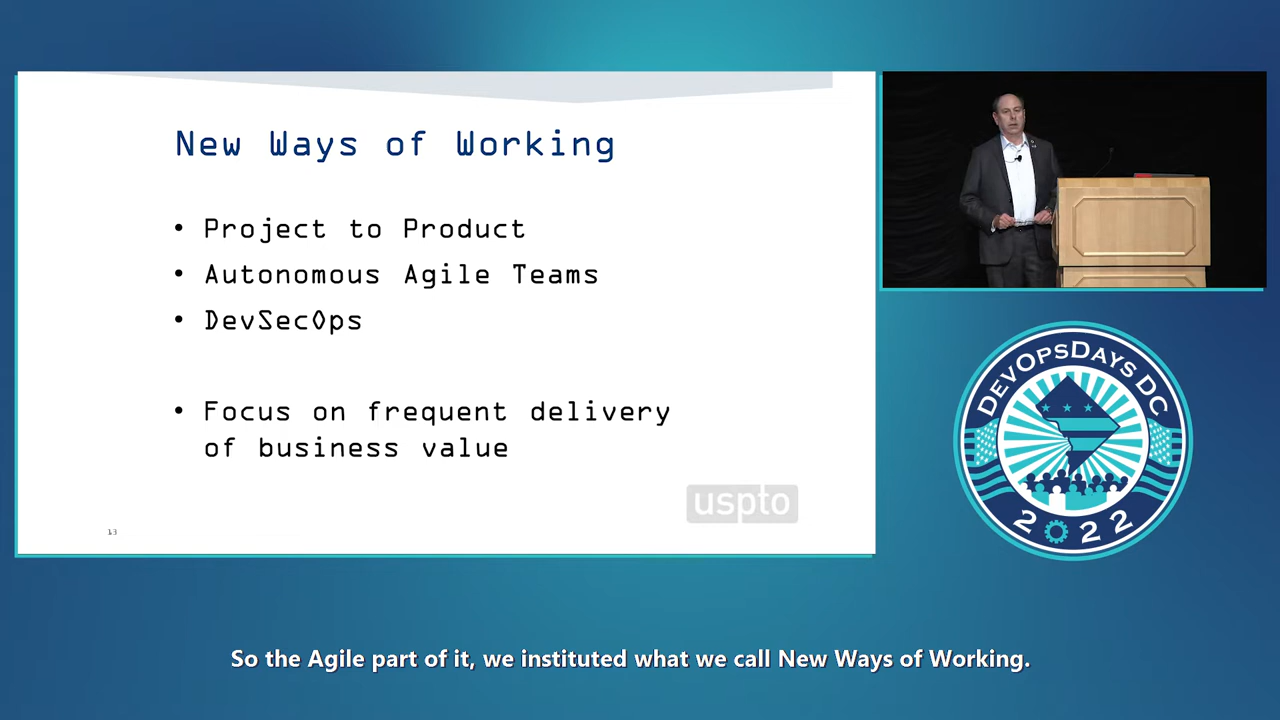 New Ways of Working
• Project to Product
• Autonomous Agile Teams
• DevSecOps
• Focus on frequent delivery
of business value
uspto
13
DEVOPSDAYS DC
2022
So the Agile part of it, we instituted what we call New Ways of Working.